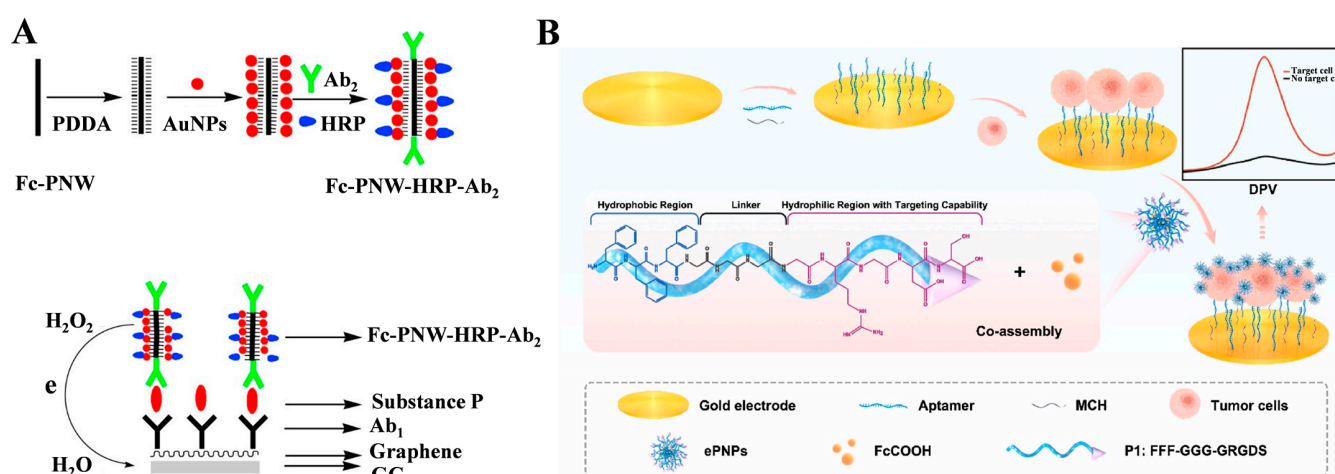 A
PDDA
AuNPs
Ab2
HRP
Fc-PNW
Fc-PNW-HRP-Ab2
H2O2
Fc-PNW-HRP-Ab2
e
Substance P
Ab1
Graphene
H2O
B
Target cell
No target c
DPV
Hydrophobic Region
Linker
Hydrophilic Region with Targeting Capability
+
Co-assembly
Gold electrode
Aptamer
MCH
Tumor cells
ePNPs
FcCOOH
P1: FFF-GGG-GRGDS